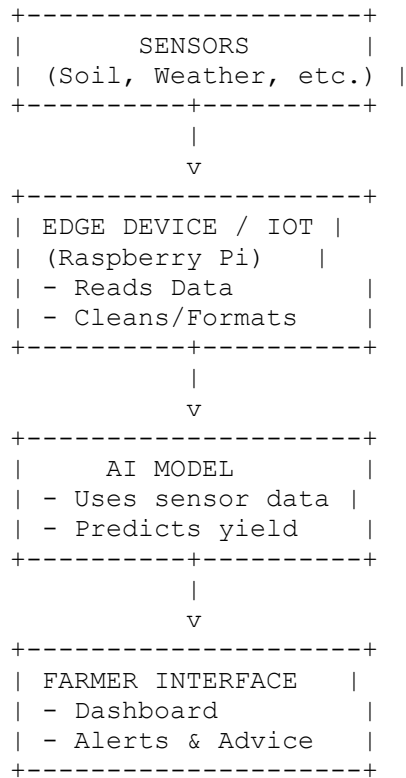 +---------------------+
|       SENSORS       |
| (Soil, Weather, etc.) |
+----------+----------+
           |
           v
+---------------------+
| EDGE DEVICE / IOT |
| (Raspberry Pi)   |
| - Reads Data        |
| - Cleans/Formats    |
+----------+----------+
           |
           v
+---------------------+
|     AI MODEL        |
| - Uses sensor data |
| - Predicts yield    |
+----------+----------+
           |
           v
+---------------------+
| FARMER INTERFACE   |
| - Dashboard         |
| - Alerts & Advice   |
+---------------------+